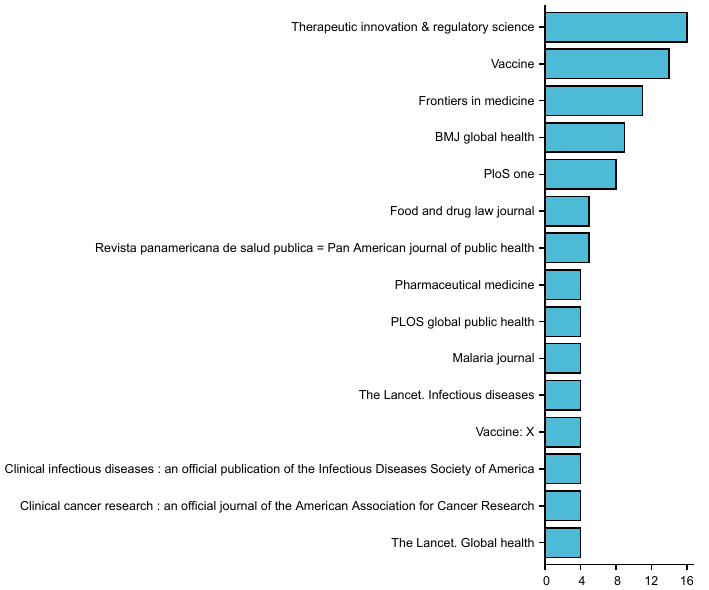 Therapeutic innovation & regulatory science
Vaccine
Frontiers in medicine
BMJ global health
PloS one
Food and drug law journal
Revista panamericana de salud publica = Pan American journal of public health
Pharmaceutical medicine
PLOS global public health
Malaria journal
The Lancet. Infectious diseases
Vaccine: X
Clinical infectious diseases : an official publication of the Infectious Diseases Society of America
Clinical cancer research : an official journal of the American Association for Cancer Research
The Lancet. Global health
0 4 8 12 16